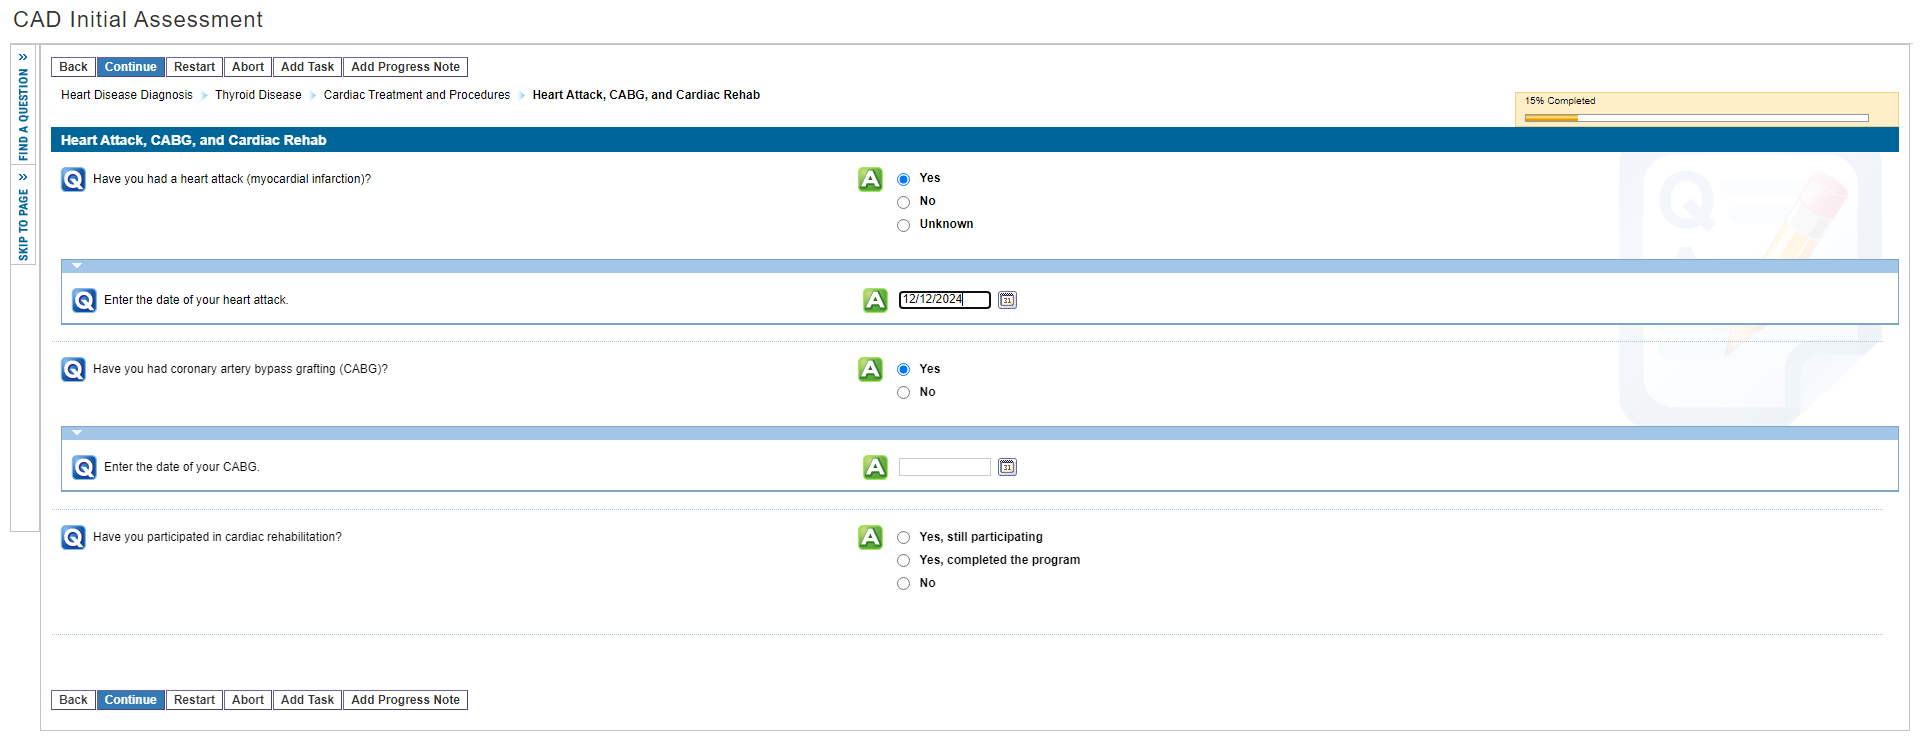 CAD Initial Assessment
Back Continue Restart Abort Add Task Add Progress Note
Heart Disease Diagnosis Thyroid Disease Cardiac Treatment and Procedures Heart Attack, CABG, and Cardiac Rehab
15% Completed
» FIND A QUESTION
» SKIP TO PAGE
Heart Attack, CABG, and Cardiac Rehab
Q Have you had a heart attack (myocardial infarction)? A Yes
No
Unknown
Q Enter the date of your heart attack. A 12/12/2024 31
Q Have you had coronary artery bypass grafting (CABG)? A Yes
No
Q Enter the date of your CABG. A 31
Q Have you participated in cardiac rehabilitation? A Yes, still participating
Yes, completed the program
No
Back Continue Restart Abort Add Task Add Progress Note